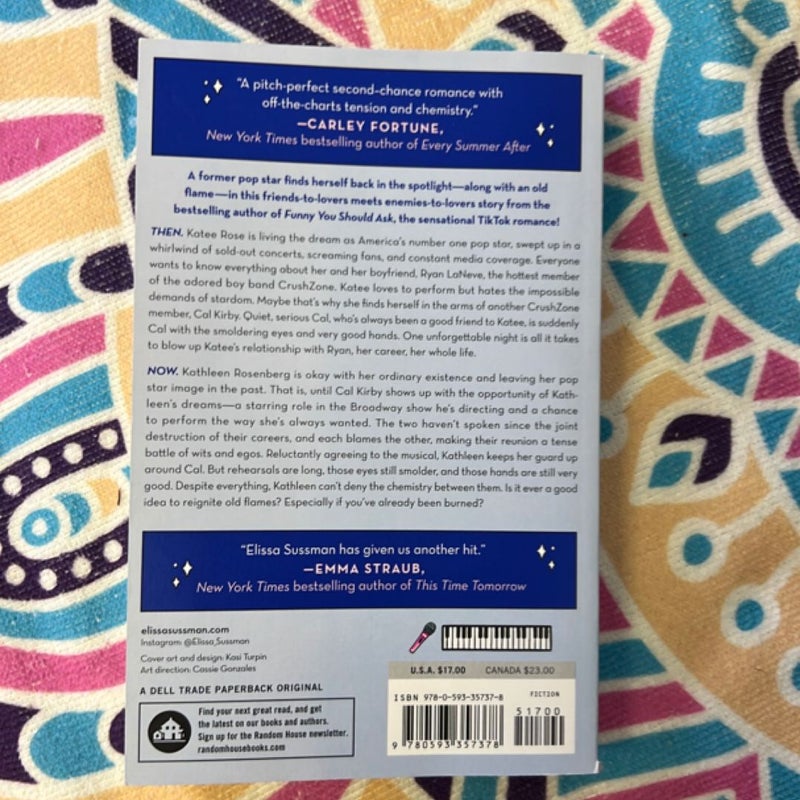 "A pitch-perfect second-chance romance with
off-the-charts tension and chemistry."
—CARLEY FORTUNE,
New York Times bestselling author of Every Summer After
A former pop star finds herself back in the spotlight—along with an old
flame—in this friends-to-lovers meets enemies-to-lovers story from the
bestselling author of Funny You Should Ask, the sensational TikTok romance!
THEN. Katee Rose is living the dream as America's number one pop star, swept up in a
whirlwind of sold-out concerts, screaming fans, and constant media coverage. Everyone
wants to know everything about her and her boyfriend, Ryan LaNeve, the hottest member
of the adored boy band CrushZone. Katee loves to perform but hates the impossible
demands of stardom. Maybe that's why she finds herself in the arms of another CrushZone
member, Cal Kirby. Quiet, serious Cal, who's always been a good friend to Katee, is suddenly
Cal with the smoldering eyes and very good hands. One unforgettable night is all it takes
to blow up Katee's relationship with Ryan, her career, her whole life.
NOW. Kathleen Rosenberg is okay with her ordinary existence and leaving her pop
star image in the past. That is, until Cal Kirby shows up with the opportunity of Kath-
leen's dreams—a starring role in the Broadway show he's directing and a chance
to perform the way she's always wanted. The two haven't spoken since the joint
destruction of their careers, and each blames the other, making their reunion a tense
battle of wits and egos. Reluctantly agreeing to the musical, Kathleen keeps her guard up
around Cal. But rehearsals are long, those eyes still smolder, and those hands are still very
good. Despite everything, Kathleen can't deny the chemistry between them. Is it ever a good
idea to reignite old flames? Especially if you've already been burned?
"Elissa Sussman has given us another hit."
—EMMA STRAUB,
New York Times bestselling author of This Time Tomorrow
elissasussman.com
Instagram: @Elissa_Sussman
Cover art and design: Kasi Turpin
Art direction: Cassie Gonzales
A DELL TRADE PAPERBACK ORIGINAL
Find your next great read, and get
the latest on our books and authors.
Sign up for the Random House newsletter.
randomhousebooks.com
U.S.A. $17.00 CANADA $23.00
ISBN 978-0-593-35737-8
FICTION
51700
9 780593 357378